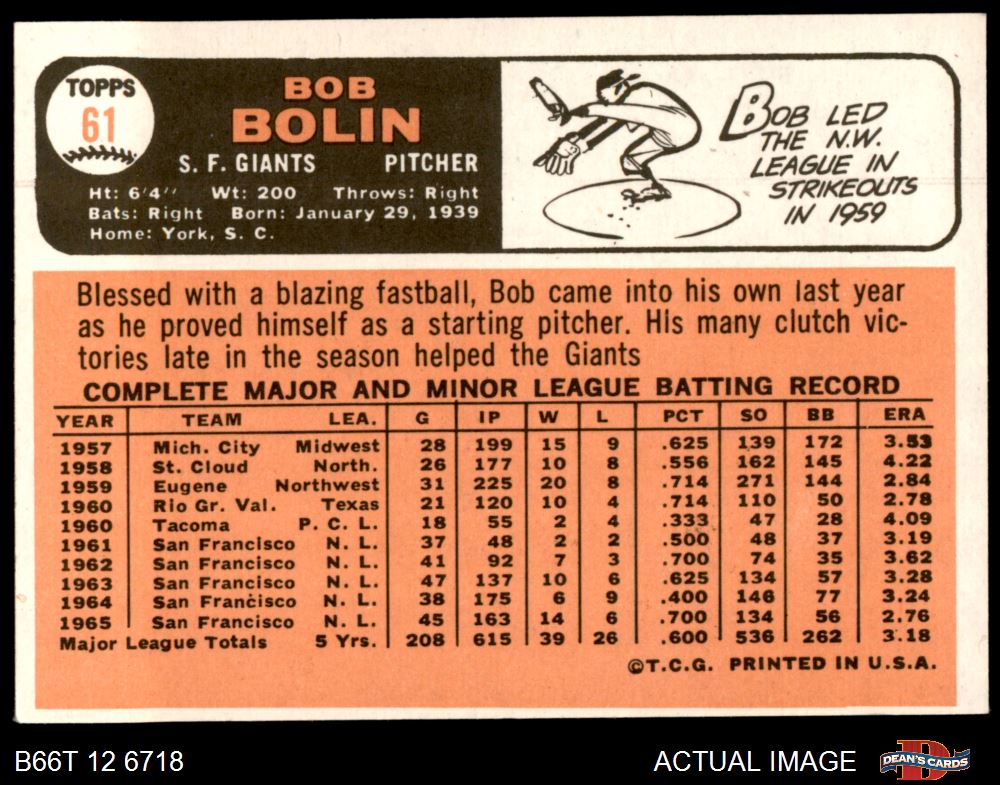 TOPPS
61
BOB
BOLIN
S. F. GIANTS PITCHER
Ht: 6'4'' Wt: 200 Throws: Right
Bats: Right Born: January 29, 1939
Home: York, S. C.
BOB LED
THE N.W.
LEAGUE IN
STRIKEOUTS
IN 1959
Blessed with a blazing fastball, Bob came into his own last year
as he proved himself as a starting pitcher. His many clutch vic-
tories late in the season helped the Giants
COMPLETE MAJOR AND MINOR LEAGUE BATTING RECORD
YEAR TEAM LEA. G IP W L PCT SO BB ERA
1957 Mich. City Midwest 28 199 15 9 .625 139 172 3.53
1958 St. Cloud North. 26 177 10 8 .556 162 145 4.22
1959 Eugene Northwest 31 225 20 8 .714 271 144 2.84
1960 Rio Gr. Val. Texas 21 120 10 4 .714 110 50 2.78
1960 Tacoma P. C. L. 18 55 2 4 .333 47 28 4.09
1961 San Francisco N. L. 37 48 2 2 .500 48 37 3.19
1962 San Francisco N. L. 41 92 7 3 .700 74 35 3.62
1963 San Francisco N. L. 47 137 10 6 .625 134 57 3.28
1964 San Francisco N. L. 38 175 6 9 .400 146 77 3.24
1965 San Francisco N. L. 45 163 14 6 .700 134 56 2.76
Major League Totals 5 Yrs. 208 615 39 26 .600 536 262 3.18
©T.C.G. PRINTED IN U.S.A.
B66T 12 6718 ACTUAL IMAGE
DEAN'S CARDS